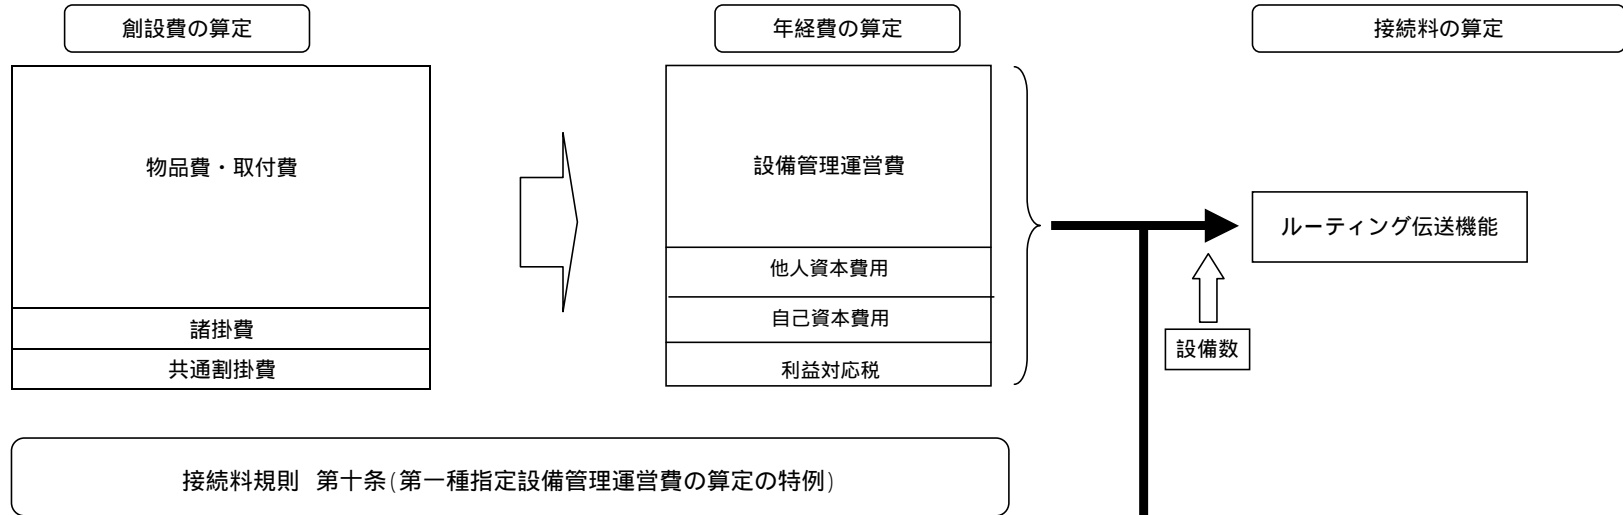 創設費の算定
年経費の算定
接続料の算定
物品費・取付費
諸掛費
共通割掛費
設備管理運営費
他人資本費用
自己資本費用
利益対応税
ルーティング伝送機能
設備数
接続料規則 第十条(第一種指定設備管理運営費の算定の特例)